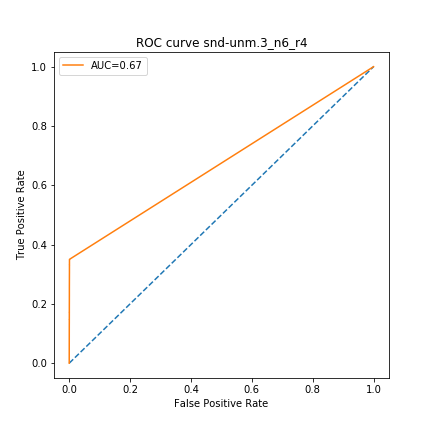 ROC curve snd-unm.3_n6_r4
AUC=0.67
True Positive Rate
1.0
0.8
0.6
0.4
0.2
0.0
0.0 0.2 0.4 0.6 0.8 1.0
False Positive Rate